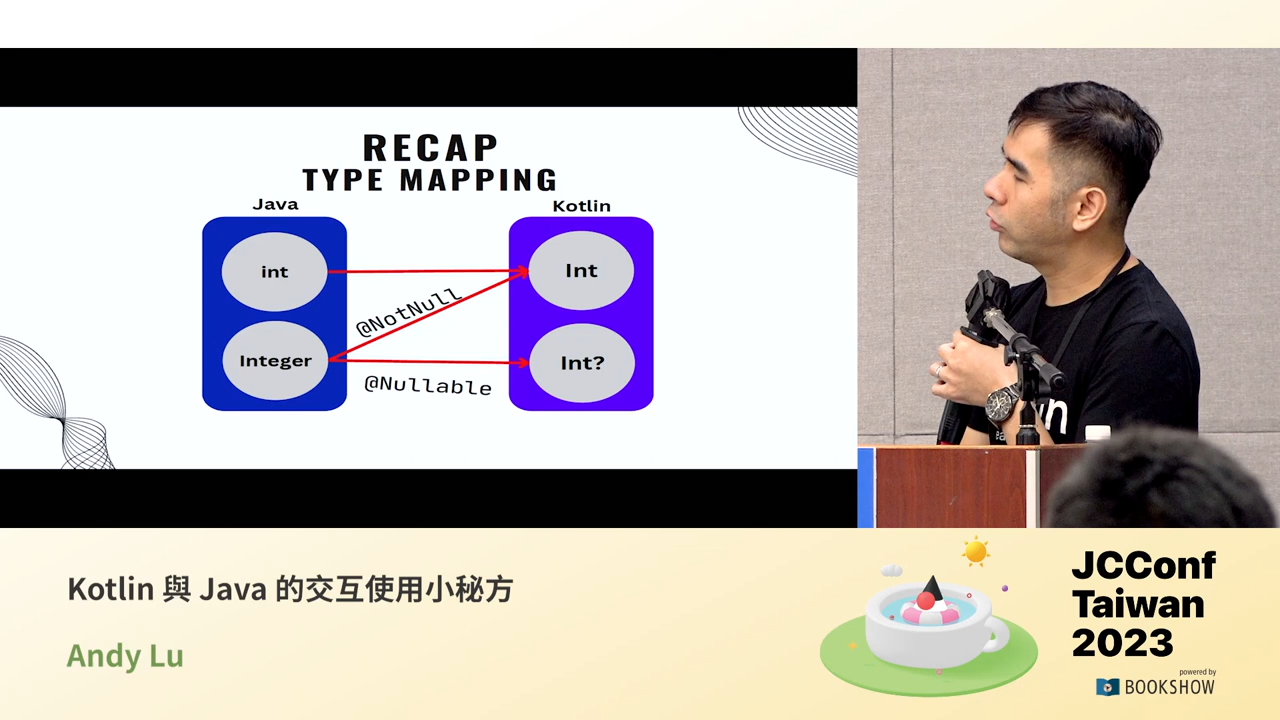 RECAP
TYPE MAPPING
Java
Kotlin
int
Int
@NotNull
Integer
Int?
@Nullable
Kotlin 與 Java 的交互使用小秘方
Andy Lu
JCConf
Taiwan
2023
powered by
BOOKSHOW